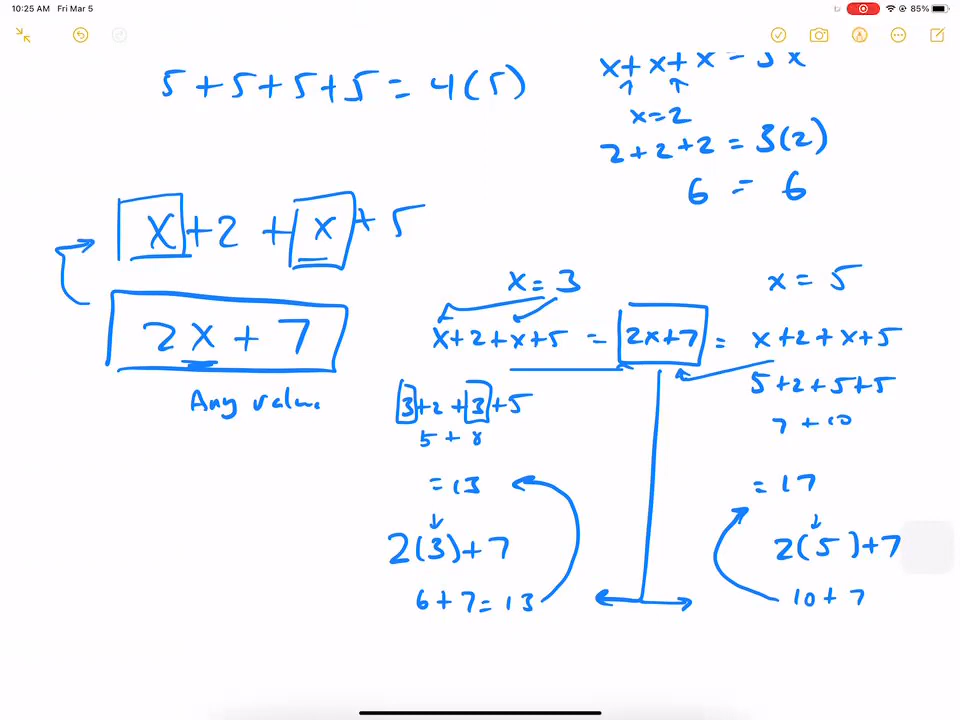 10:25 AM Fri Mar 5
85%
5 + 5 + 5 + 5 = 4(5)
x + x + x = 3x
x = 2
2 + 2 + 2 = 3(2)
6 = 6
x + 2 + x + 5
2x + 7
Any value
x = 3
x = 5
x + 2 + x + 5 = 2x + 7 = x + 2 + x + 5
3 + 2 + 3 + 5
5 + 8
= 13
2(3) + 7
6 + 7 = 13
5 + 2 + 5 + 5
7 + 10
= 17
2(5) + 7
10 + 7